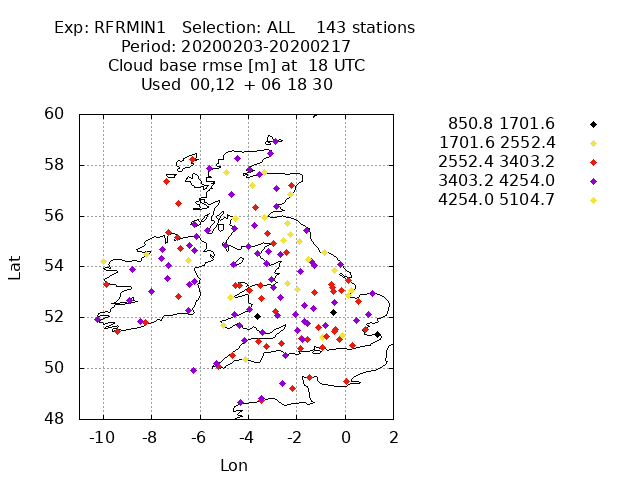 Exp: RFRMIN1 Selection: ALL 143 stations
Period: 20200203-20200217
Cloud base rmse [m] at 18 UTC
Used 00,12 + 06 18 30
850.8 1701.6
1701.6 2552.4
2552.4 3403.2
3403.2 4254.0
4254.0 5104.7
60
58
56
54
52
50
48
Lat
-10 -8 -6 -4 -2 0 2
Lon